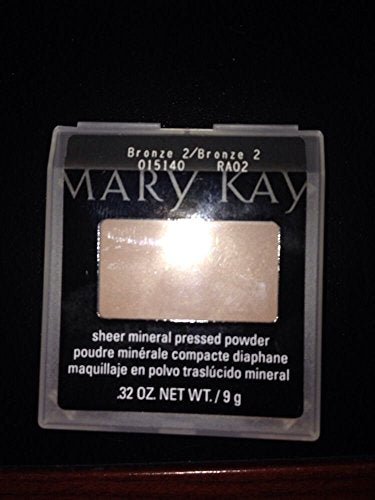 Bronze 2/Bronze 2
015140 RA02
MARY KAY
sheer mineral pressed powder
poudre minérale compacte diaphane
maquillaje en polvo traslúcido mineral
.32 OZ. NET WT. / 9 g